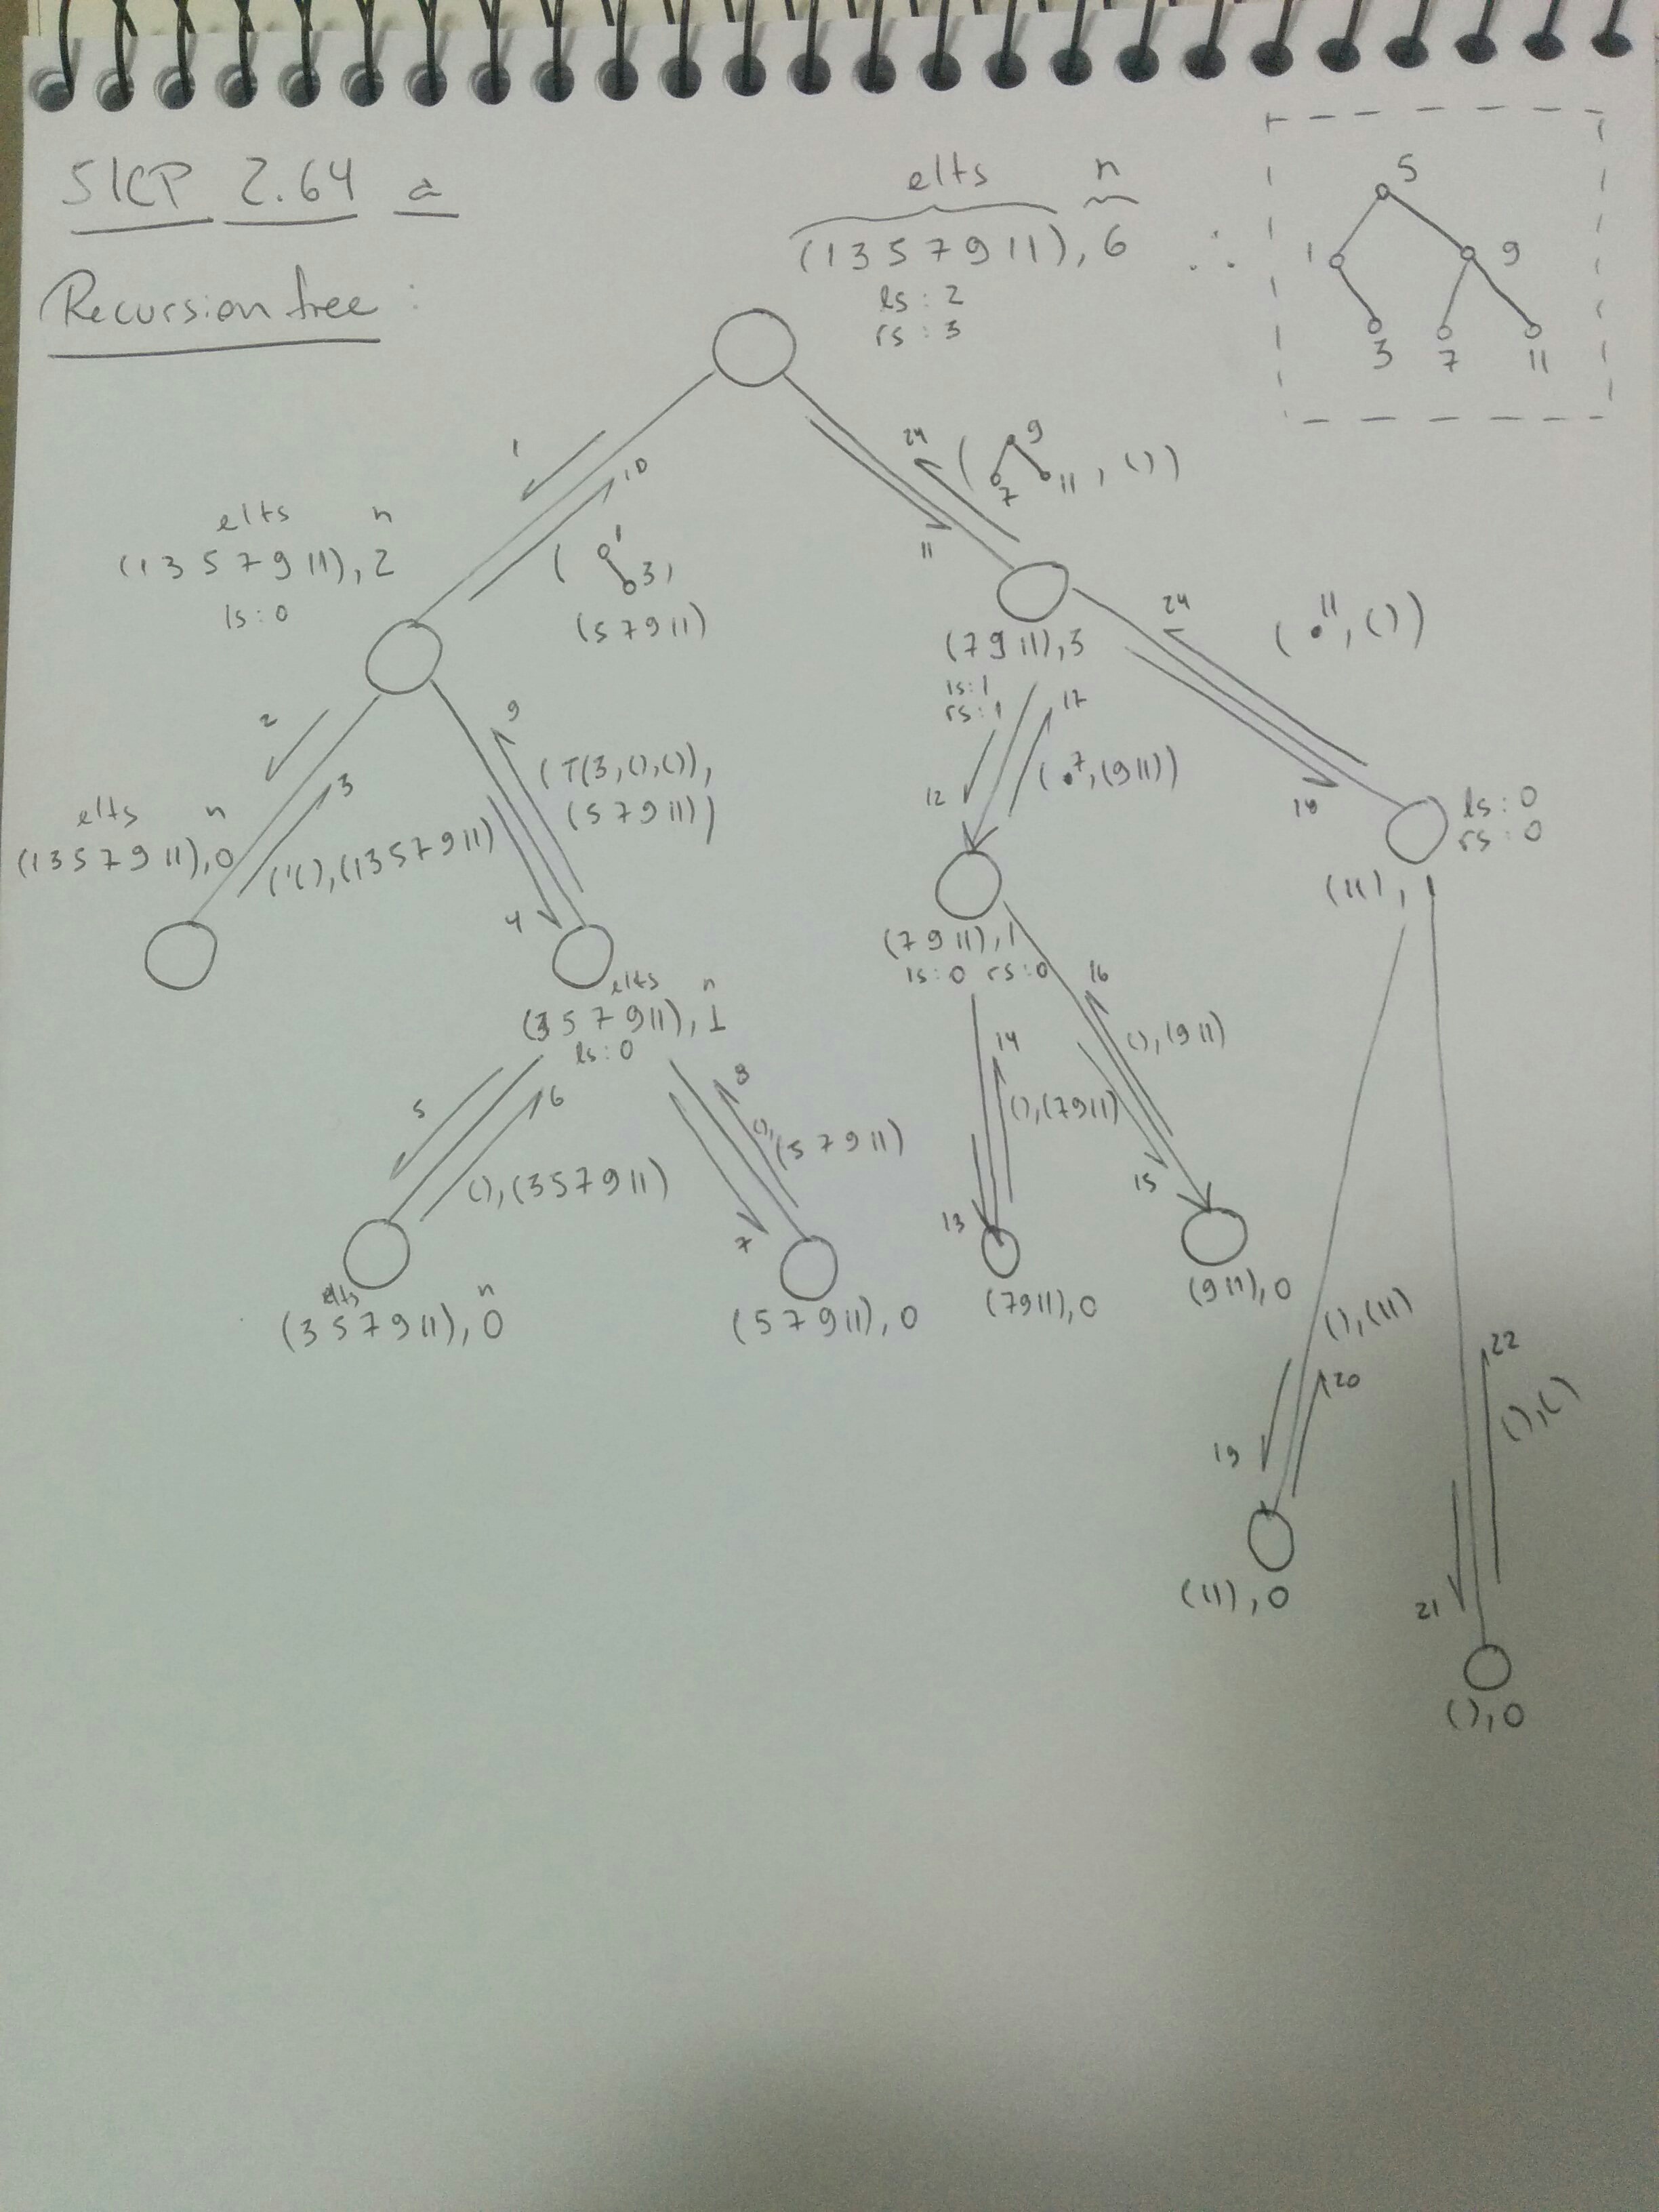 SICP 2.64 a
Recursion tree :
elts n
(1 3 5 7 9 11), 6
ls : 2
rs : 3
∴
5
1 9
3 7 11
1
10
( 1 3,
(5 7 9 11)
24
( 9 7 11 , ())
11
elts n
(1 3 5 7 9 11), 2
ls : 0
2
3
('(), (1 3 5 7 9 11)
elts n
(1 3 5 7 9 11), 0
9
(T(3, (), ()),
(5 7 9 11))
4
elts n
(3 5 7 9 11), 1
ls : 0
5
6
(), (3 5 7 9 11)
elts n
(3 5 7 9 11), 0
8
(),
(5 7 9 11)
7
(5 7 9 11), 0
(7 9 11), 3
ls : 1
rs : 1
12
17
(• 7, (9 11))
24
(• 11, ())
ls : 0
rs : 0
(11), 1
(7 9 11), 1
ls : 0 rs : 0
14
(), (7 9 11)
13
(7 9 11), 0
16
(), (9 11)
15
(9 11), 0
(), (11)
20
19
(11), 0
22
(), ()
21
(), 0